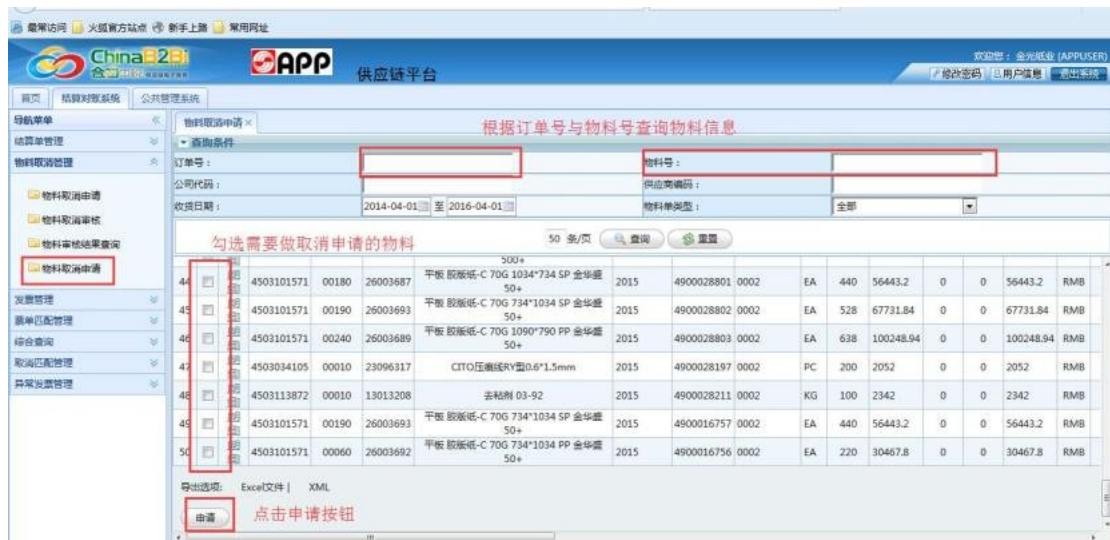 最常访问 火狐官方站点 新手上路 常用网址
ChinaB2Bi
APP 供应链平台
欢迎您：金光纸业 (APPUSER)
修改密码 用户信息 退出系统
首页 结算对账系统 公共管理系统
导航菜单
结算单管理
物料取消管理
物料取消申请
物料取消审核
物料审核结果查询
物料取消申请
发票管理
票单匹配管理
综合查询
取消匹配管理
异常发票管理
物料取消申请×
根据订单号与物料号查询物料信息
查询条件
订单号： 物料号：
公司代码： 供应商编码：
收货日期： 2014-04-01 至 2016-04-01 物料单类型： 全部
勾选需要做取消申请的物料
50 条/页 查询 重置
500+
44 明细 4503101571 00180 26003687 平板 胶版纸-C 70G 1034*734 SP 金华盛 50+ 2015 4900028801 0002 EA 440 56443.2 0 0 56443.2 RMB
45 明细 4503101571 00190 26003693 平板 胶版纸-C 70G 734*1034 SP 金华盛 50+ 2015 4900028802 0002 EA 528 67731.84 0 0 67731.84 RMB
46 明细 4503101571 00240 26003689 平板 胶版纸-C 70G 1090*790 PP 金华盛 50+ 2015 4900028803 0002 EA 638 100248.94 0 0 100248.94 RMB
47 明细 4503034105 00010 23096317 CITO压痕线RY型0.6*1.5mm 2015 4900028197 0002 PC 200 2052 0 0 2052 RMB
48 明细 4503113872 00010 13013208 去粘剂 03-92 2015 4900028211 0002 KG 100 2342 0 0 2342 RMB
49 明细 4503101571 00190 26003693 平板 胶版纸-C 70G 734*1034 SP 金华盛 50+ 2015 4900016757 0002 EA 440 56443.2 0 0 56443.2 RMB
50 明细 4503101571 00060 26003692 平板 胶版纸-C 70G 734*1034 PP 金华盛 50+ 2015 4900016756 0002 EA 220 30467.8 0 0 30467.8 RMB
导出选项: Excel文件 | XML
申请 点击申请按钮